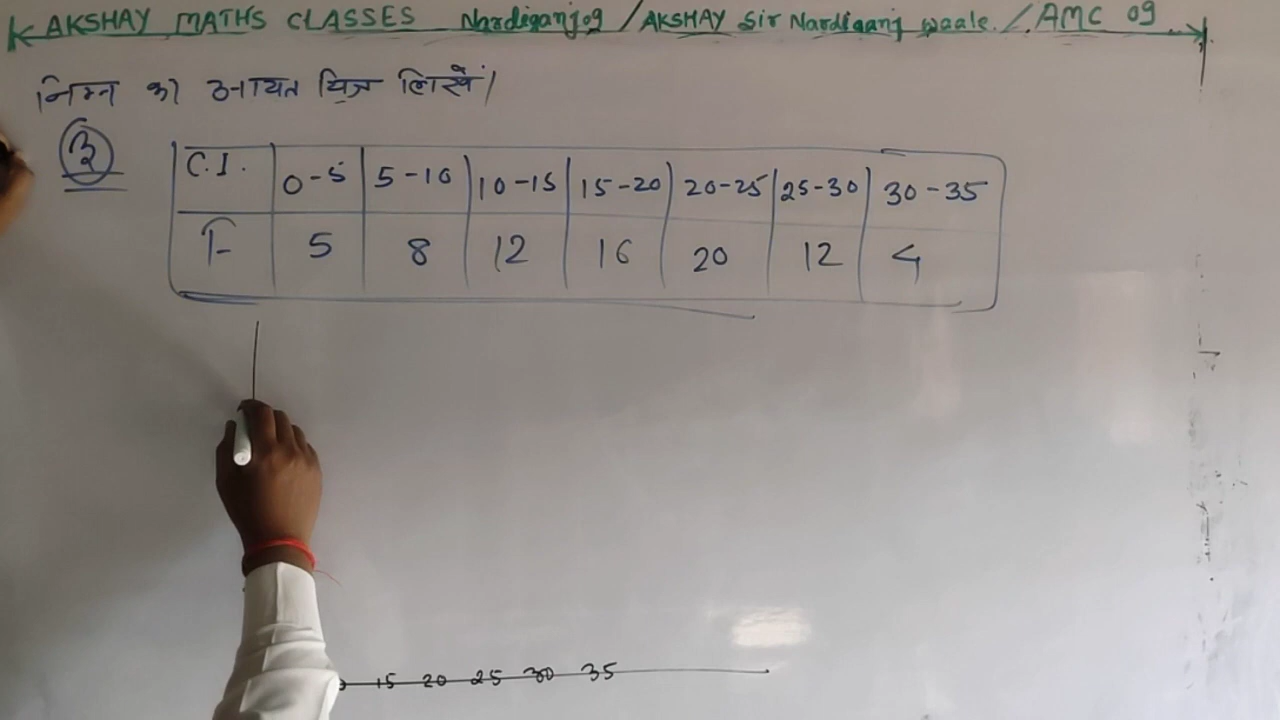 AKSHAY MATHS CLASSES Nardiganj09 / AKSHAY Sir Nardiganj waale. / AMC 09
निम्न को आयत चित्र लिखें।
3
C.I. 0-5 5-10 10-15 15-20 20-25 25-30 30-35
F 5 8 12 16 20 12 4
15 20 25 30 35